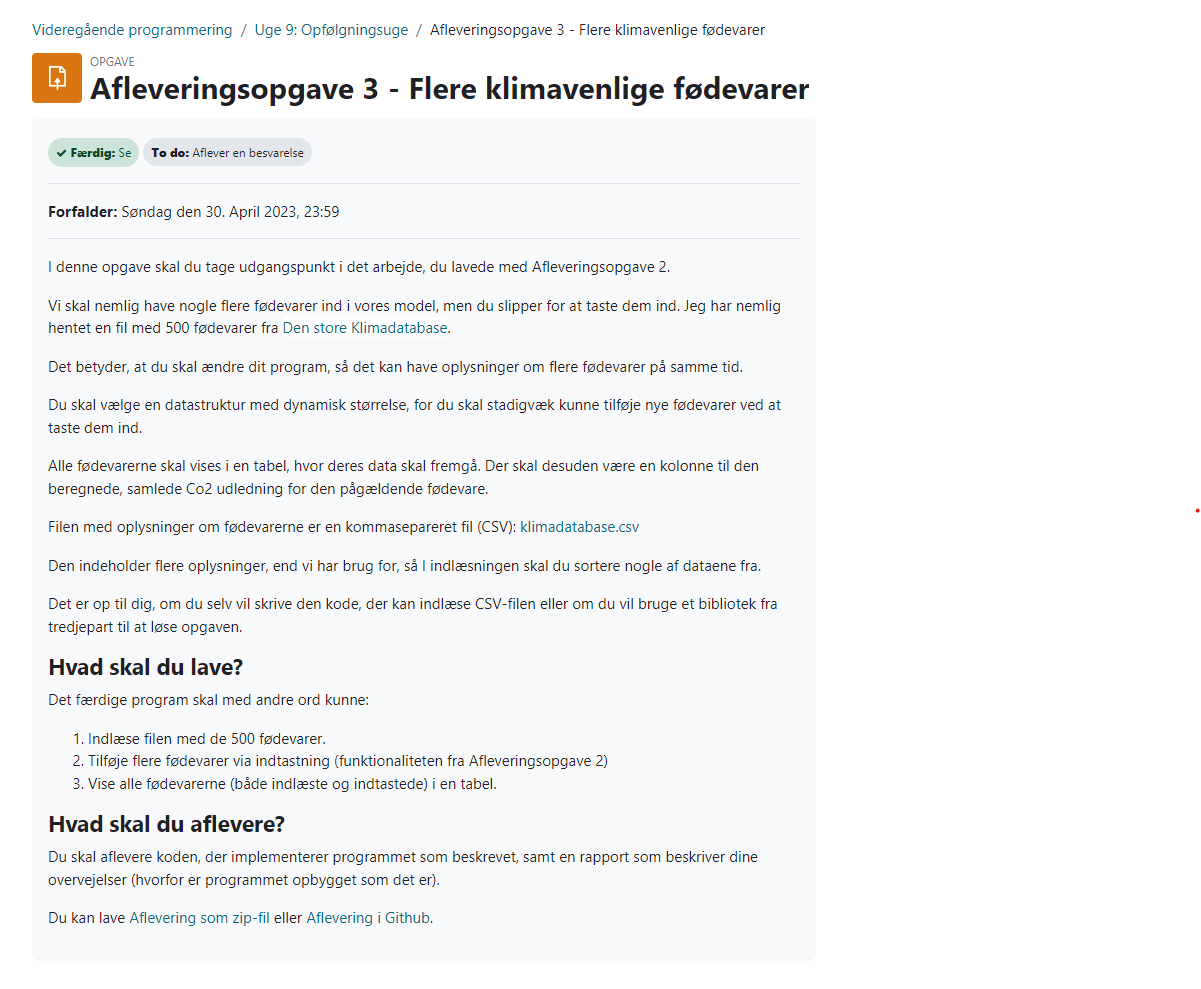 Videregående programmering / Uge 9: Opfølgningsuge / Afleveringsopgave 3 - Flere klimavenlige fødevarer
OPGAVE
Afleveringsopgave 3 - Flere klimavenlige fødevarer
Færdig: Se To do: Aflever en besvarelse
Forfalder: Søndag den 30. April 2023, 23:59
I denne opgave skal du tage udgangspunkt i det arbejde, du lavede med Afleveringsopgave 2.
Vi skal nemlig have nogle flere fødevarer ind i vores model, men du slipper for at taste dem ind. Jeg har nemlig
hentet en fil med 500 fødevarer fra Den store Klimadatabase.
Det betyder, at du skal ændre dit program, så det kan have oplysninger om flere fødevarer på samme tid.
Du skal vælge en datastruktur med dynamisk størrelse, for du skal stadigvæk kunne tilføje nye fødevarer ved at
taste dem ind.
Alle fødevarerne skal vises i en tabel, hvor deres data skal fremgå. Der skal desuden være en kolonne til den
beregnede, samlede Co2 udledning for den pågældende fødevare.
Filen med oplysninger om fødevarerne er en kommasepareret fil (CSV): klimadatabase.csv
Den indeholder flere oplysninger, end vi har brug for, så I indlæsningen skal du sortere nogle af dataene fra.
Det er op til dig, om du selv vil skrive den kode, der kan indlæse CSV-filen eller om du vil bruge et bibliotek fra
tredjepart til at løse opgaven.
Hvad skal du lave?
Det færdige program skal med andre ord kunne:
1. Indlæse filen med de 500 fødevarer.
2. Tilføje flere fødevarer via indtastning (funktionaliteten fra Afleveringsopgave 2)
3. Vise alle fødevarerne (både indlæste og indtastede) i en tabel.
Hvad skal du aflevere?
Du skal aflevere koden, der implementerer programmet som beskrevet, samt en rapport som beskriver dine
overvejelser (hvorfor er programmet opbygget som det er).
Du kan lave Aflevering som zip-fil eller Aflevering i Github.